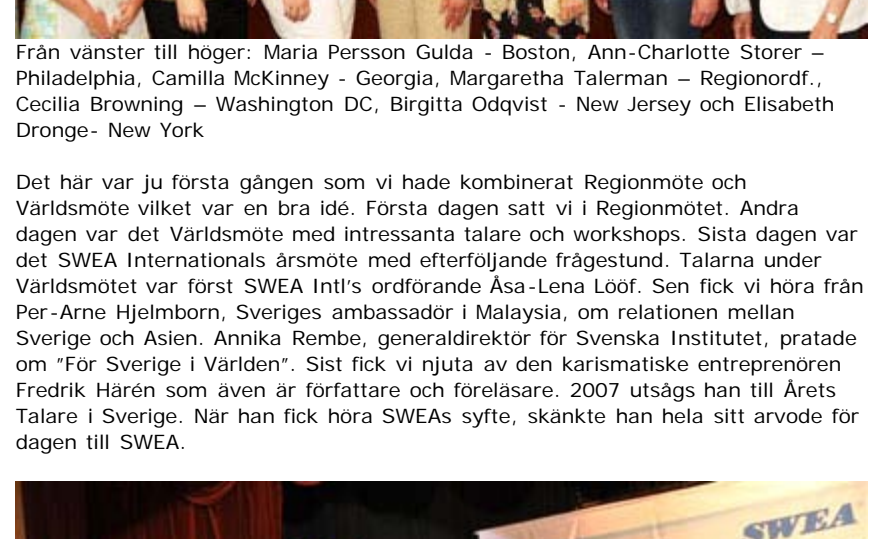 Från vänster till höger: Maria Persson Gulda - Boston, Ann-Charlotte Storer –
Philadelphia, Camilla McKinney - Georgia, Margaretha Talerman – Regionordf.,
Cecilia Browning – Washington DC, Birgitta Odqvist - New Jersey och Elisabeth
Dronge- New York
Det här var ju första gången som vi hade kombinerat Regionmöte och
Världsmöte vilket var en bra idé. Första dagen satt vi i Regionmötet. Andra
dagen var det Världsmöte med intressanta talare och workshops. Sista dagen var
det SWEA Internationals årsmöte med efterföljande frågestund. Talarna under
Världsmötet var först SWEA Intl’s ordförande Åsa-Lena Lööf. Sen fick vi höra från
Per-Arne Hjelmborn, Sveriges ambassadör i Malaysia, om relationen mellan
Sverige och Asien. Annika Rembe, generaldirektör för Svenska Institutet, pratade
om ”För Sverige i Världen”. Sist fick vi njuta av den karismatiske entreprenören
Fredrik Härén som även är författare och föreläsare. 2007 utsågs han till Årets
Talare i Sverige. När han fick höra SWEAs syfte, skänkte han hela sitt arvode för
dagen till SWEA.
SWEA